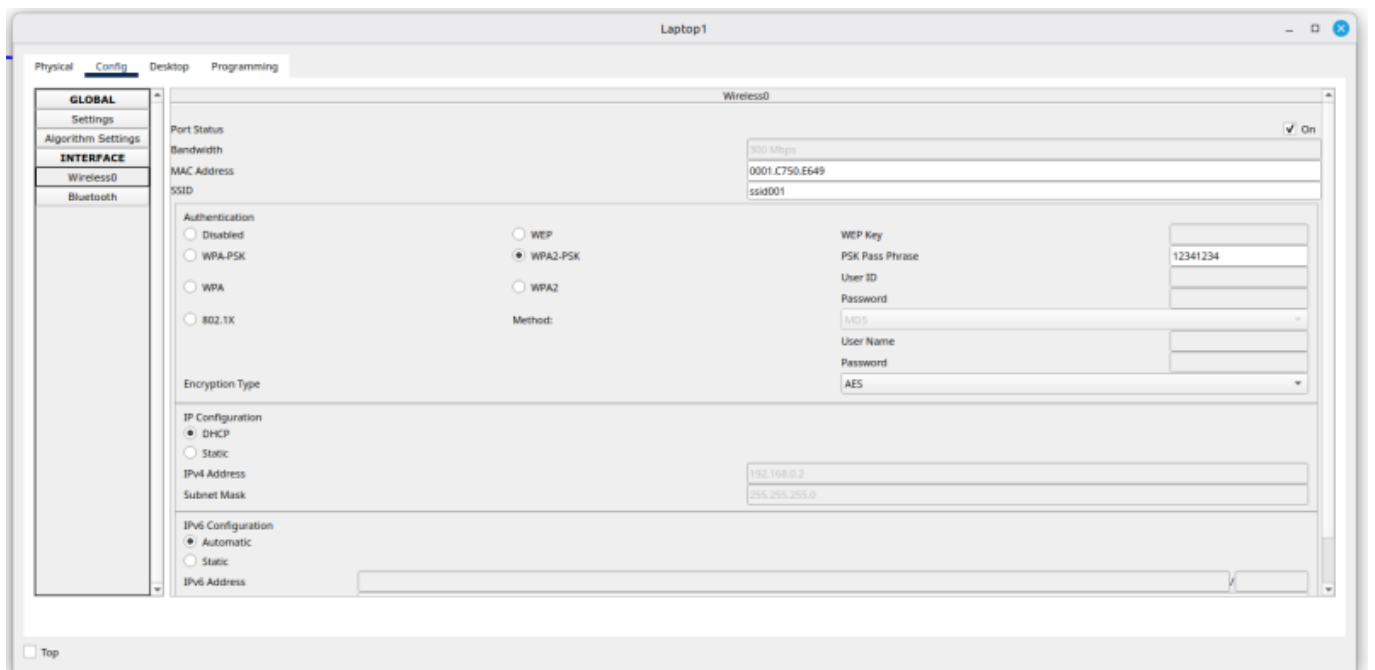 Laptop1
Physical Config Desktop Programming
GLOBAL
Settings
Algorithm Settings
INTERFACE
Wireless0
Bluetooth
Wireless0
Port Status On
Bandwidth 300 Mbps
MAC Address 0001.C750.E649
SSID ssid001
Authentication
Disabled WEP WEP Key
WPA-PSK WPA2-PSK PSK Pass Phrase 12341234
User ID
WPA WPA2
Password
802.1X Method: MD5
User Name
Password
Encryption Type AES
IP Configuration
DHCP
Static
IPv4 Address 192.168.0.2
Subnet Mask 255.255.255.0
IPv6 Configuration
Automatic
Static
IPv6 Address /
Top